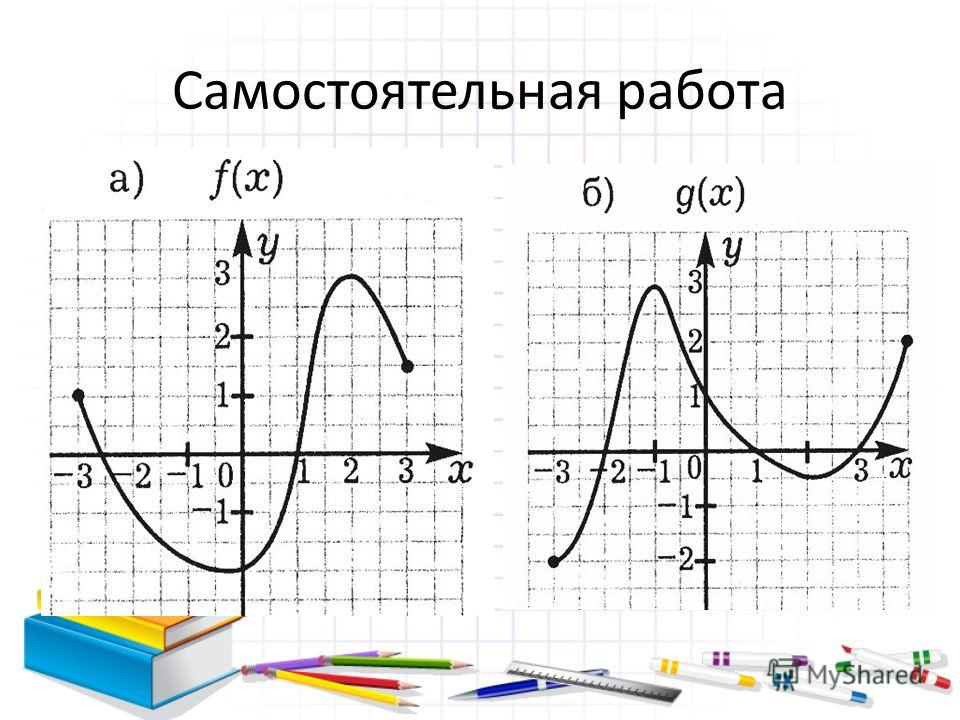 Самостоятельная работа
а) f(x)
y
3
2
1
−3 −2 −1 0 1 2 3 x
−1
б) g(x)
y
3
2
1
−3 −2 −1 0 1 3 x
−1
−2
MyShared